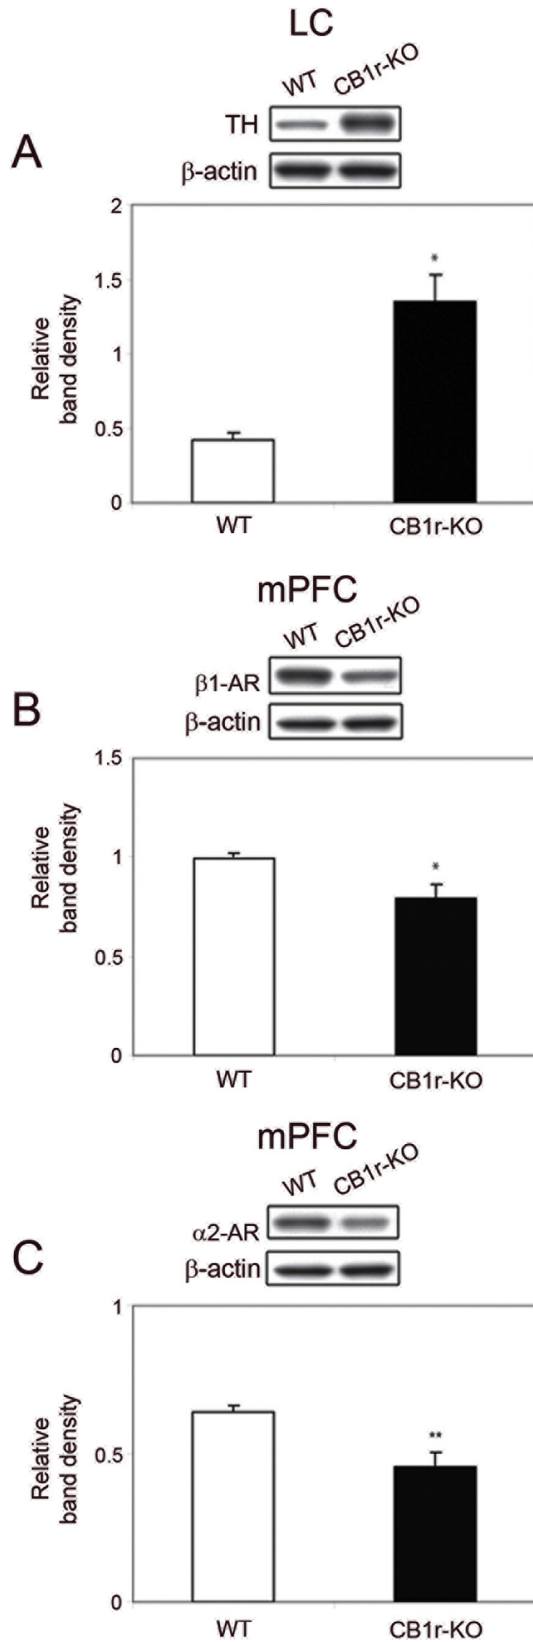 LC
WT CB1r-KO
TH
A
β-actin
2
*
1.5
Relative
band density
1
0.5
0
WT CB1r-KO
mPFC
WT CB1r-KO
β1-AR
B
β-actin
1.5
Relative
band density
1
*
0.5
0
WT CB1r-KO
mPFC
WT CB1r-KO
α2-AR
C
β-actin
1
Relative
band density
**
0.5
0
WT CB1r-KO